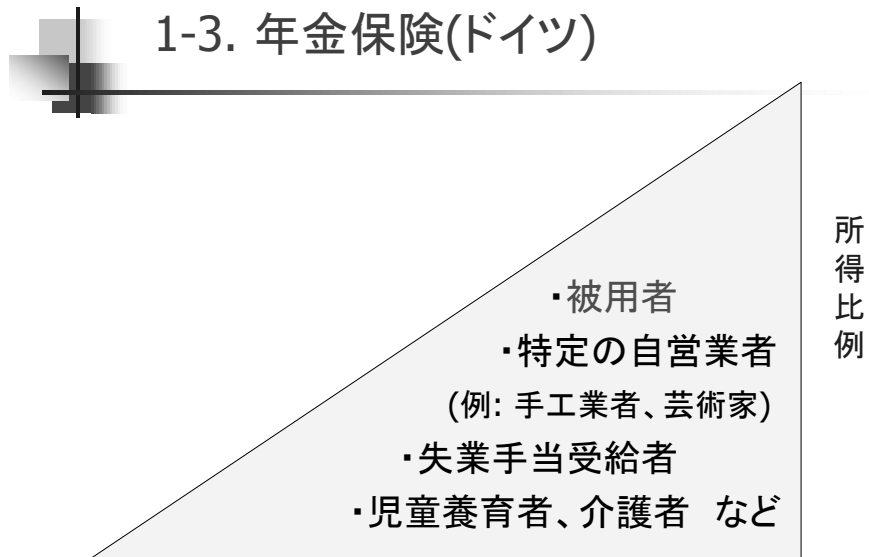 1-3. 年金保険(ドイツ)
・被用者
・特定の自営業者
(例: 手工業者、芸術家)
・失業手当受給者
・児童養育者、介護者 など
所得比例